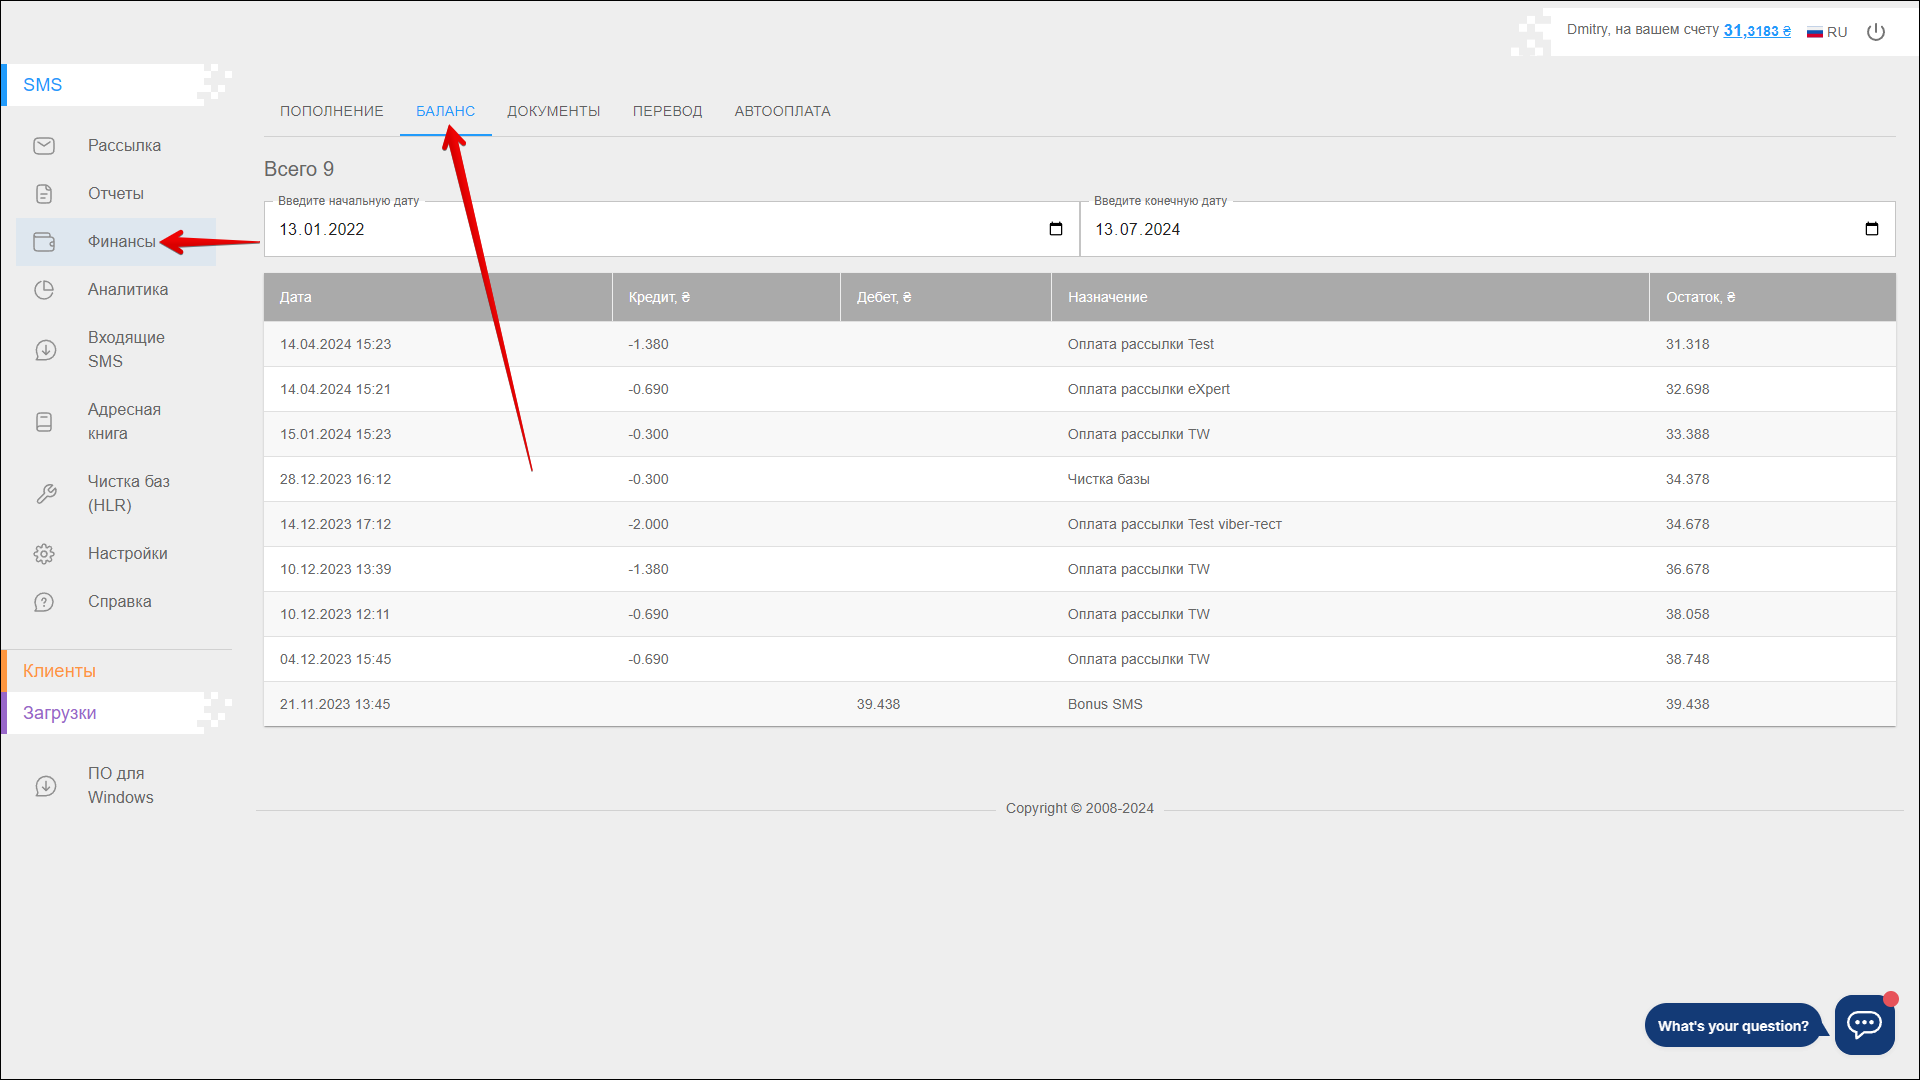 Dmitry, на вашем счету 31,3183 ₴ RU
SMS
Рассылка
Отчеты
Финансы
Аналитика
Входящие
SMS
Адресная
книга
Чистка баз
(HLR)
Настройки
Справка
Клиенты
Загрузки
ПО для
Windows
ПОПОЛНЕНИЕ БАЛАНС ДОКУМЕНТЫ ПЕРЕВОД АВТООПЛАТА
Всего 9
Введите начальную дату Введите конечную дату
13.01.2022 13.07.2024
Дата Кредит, ₴ Дебет, ₴ Назначение Остаток, ₴
14.04.2024 15:23 -1.380 Оплата рассылки Test 31.318
14.04.2024 15:21 -0.690 Оплата рассылки eXpert 32.698
15.01.2024 15:23 -0.300 Оплата рассылки TW 33.388
28.12.2023 16:12 -0.300 Чистка базы 34.378
14.12.2023 17:12 -2.000 Оплата рассылки Test viber-тест 34.678
10.12.2023 13:39 -1.380 Оплата рассылки TW 36.678
10.12.2023 12:11 -0.690 Оплата рассылки TW 38.058
04.12.2023 15:45 -0.690 Оплата рассылки TW 38.748
21.11.2023 13:45 39.438 Bonus SMS 39.438
Copyright © 2008-2024
What's your question?